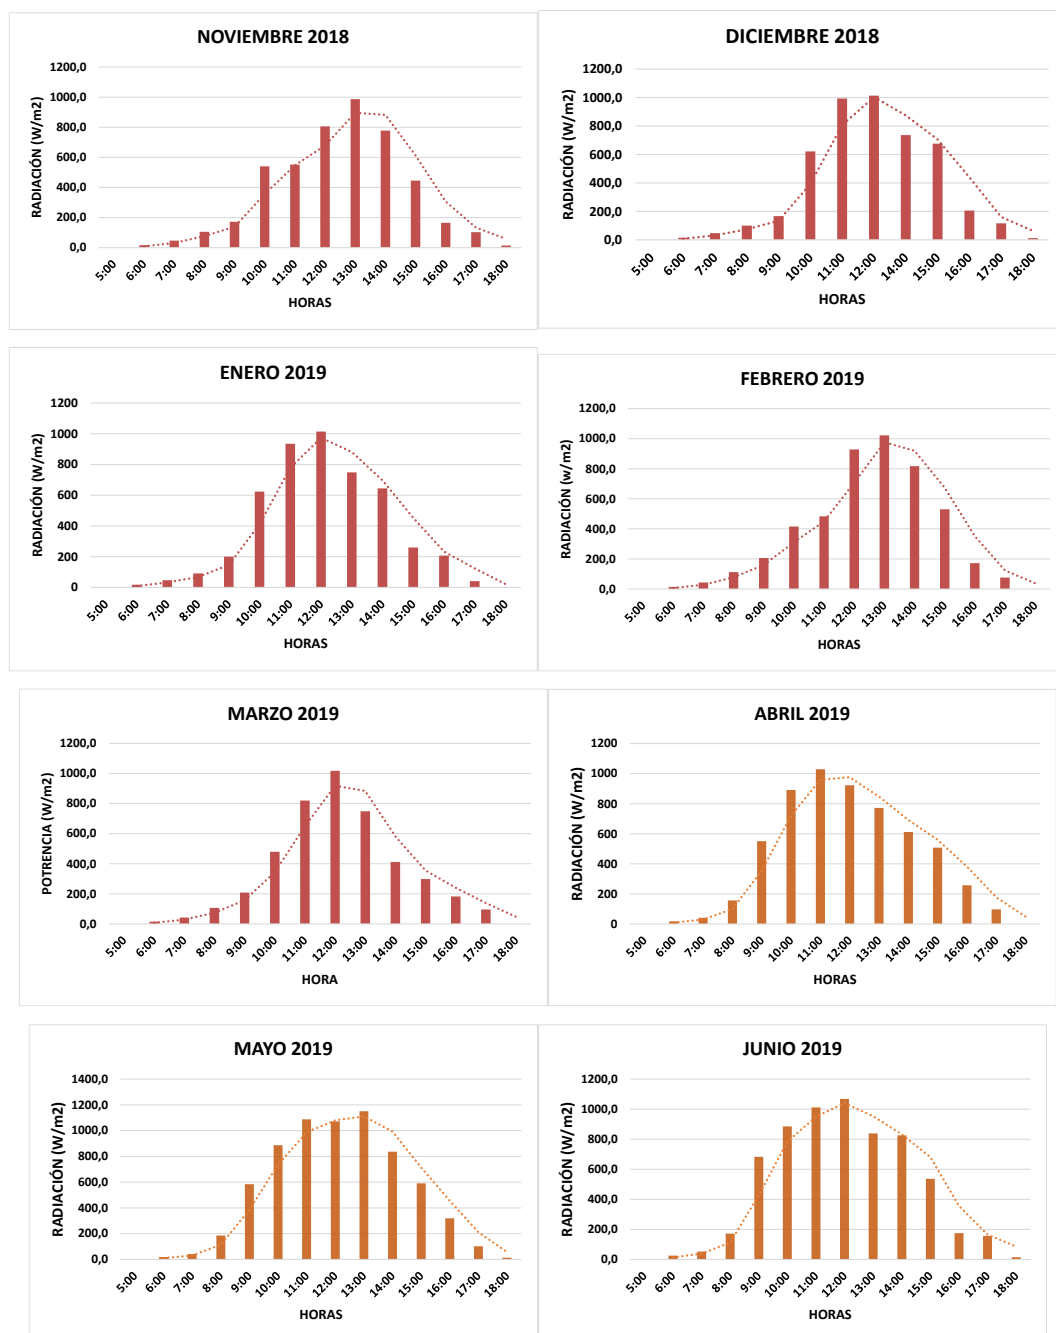 NOVIEMBRE 2018
RADIACIÓN (W/m2)
1200,0
1000,0
800,0
600,0
400,0
200,0
0,0
5:00 6:00 7:00 8:00 9:00 10:00 11:00 12:00 13:00 14:00 15:00 16:00 17:00 18:00
HORAS
DICIEMBRE 2018
RADIACIÓN (W/m2)
1200,0
1000,0
800,0
600,0
400,0
200,0
0,0
5:00 6:00 7:00 8:00 9:00 10:00 11:00 12:00 14:00 15:00 16:00 17:00 18:00
HORAS
ENERO 2019
RADIACIÓN (W/m2)
1200
1000
800
600
400
200
0
5:00 6:00 7:00 8:00 9:00 10:00 11:00 12:00 13:00 14:00 15:00 16:00 17:00 18:00
HORAS
FEBRERO 2019
RADIACIÓN (w/m2)
1200,0
1000,0
800,0
600,0
400,0
200,0
0,0
5:00 6:00 7:00 8:00 9:00 10:00 11:00 12:00 13:00 14:00 15:00 16:00 17:00 18:00
HORAS
MARZO 2019
POTRENCIA (W/m2)
1200,0
1000,0
800,0
600,0
400,0
200,0
0,0
5:00 6:00 7:00 8:00 9:00 10:00 11:00 12:00 13:00 14:00 15:00 16:00 17:00 18:00
HORA
ABRIL 2019
RADIACIÓN (W/m2)
1200
1000
800
600
400
200
0
5:00 6:00 7:00 8:00 9:00 10:00 11:00 12:00 13:00 14:00 15:00 16:00 17:00 18:00
HORAS
MAYO 2019
RADIACIÓN (W/m2)
1400,0
1200,0
1000,0
800,0
600,0
400,0
200,0
0,0
5:00 6:00 7:00 8:00 9:00 10:00 11:00 12:00 13:00 14:00 15:00 16:00 17:00 18:00
HORAS
JUNIO 2019
RADIACIÓN (W/m2)
1200,0
1000,0
800,0
600,0
400,0
200,0
0,0
5:00 6:00 7:00 8:00 9:00 10:00 11:00 12:00 13:00 14:00 15:00 16:00 17:00 18:00
HORAS